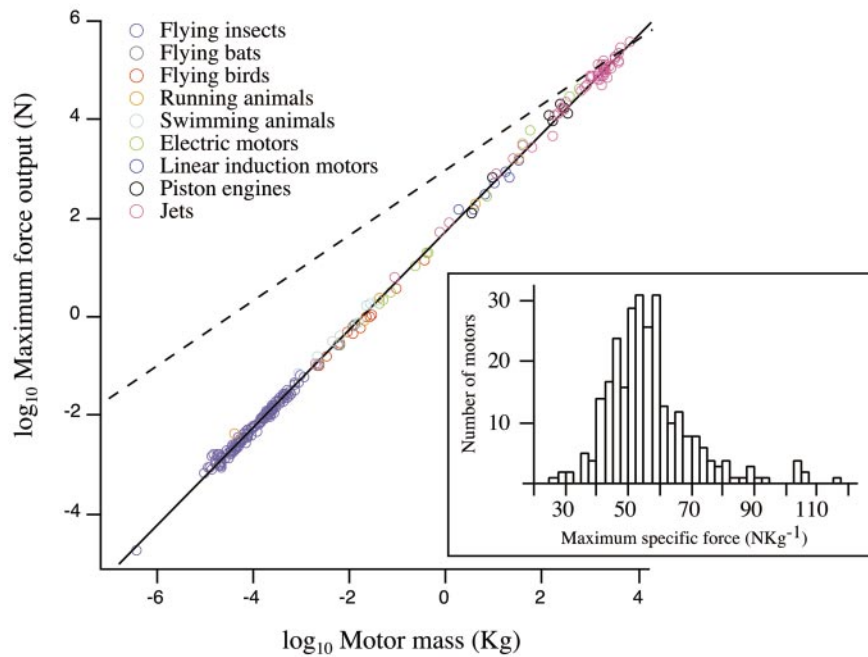 6
4
2
0
-2
-4
log10 Maximum force output (N)
Flying insects
Flying bats
Flying birds
Running animals
Swimming animals
Electric motors
Linear induction motors
Piston engines
Jets
30
20
10
Number of motors
30 50 70 90 110
Maximum specific force (NKg-1)
-6 -4 -2 0 2 4
log10 Motor mass (Kg)